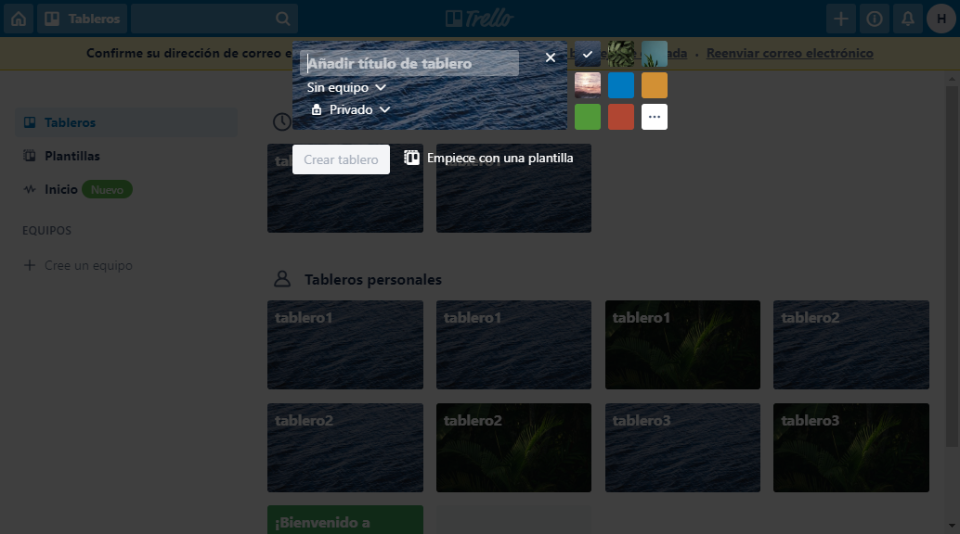 Tableros
Trello
H
Confirme su dirección de correo e
Reenviar correo electrónico
Añadir título de tablero
Sin equipo
Privado
Crear tablero
Empiece con una plantilla
Tableros
Plantillas
Inicio Nuevo
EQUIPOS
Cree un equipo
Tableros personales
tablero1 tablero1 tablero1 tablero2
tablero2 tablero2 tablero3 tablero3
¡Bienvenido a